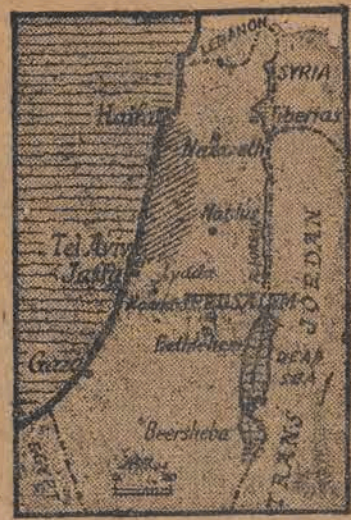 LEBANON
SYRIA
Haifa
Tiberias
Nazareth
Nablus
Tel Aviv
Jaffa
Lydda
JERUSALEM
Bethlehem
DEAD
SEA
Gaza
Beersheba
TRANS JORDAN
EGYPT